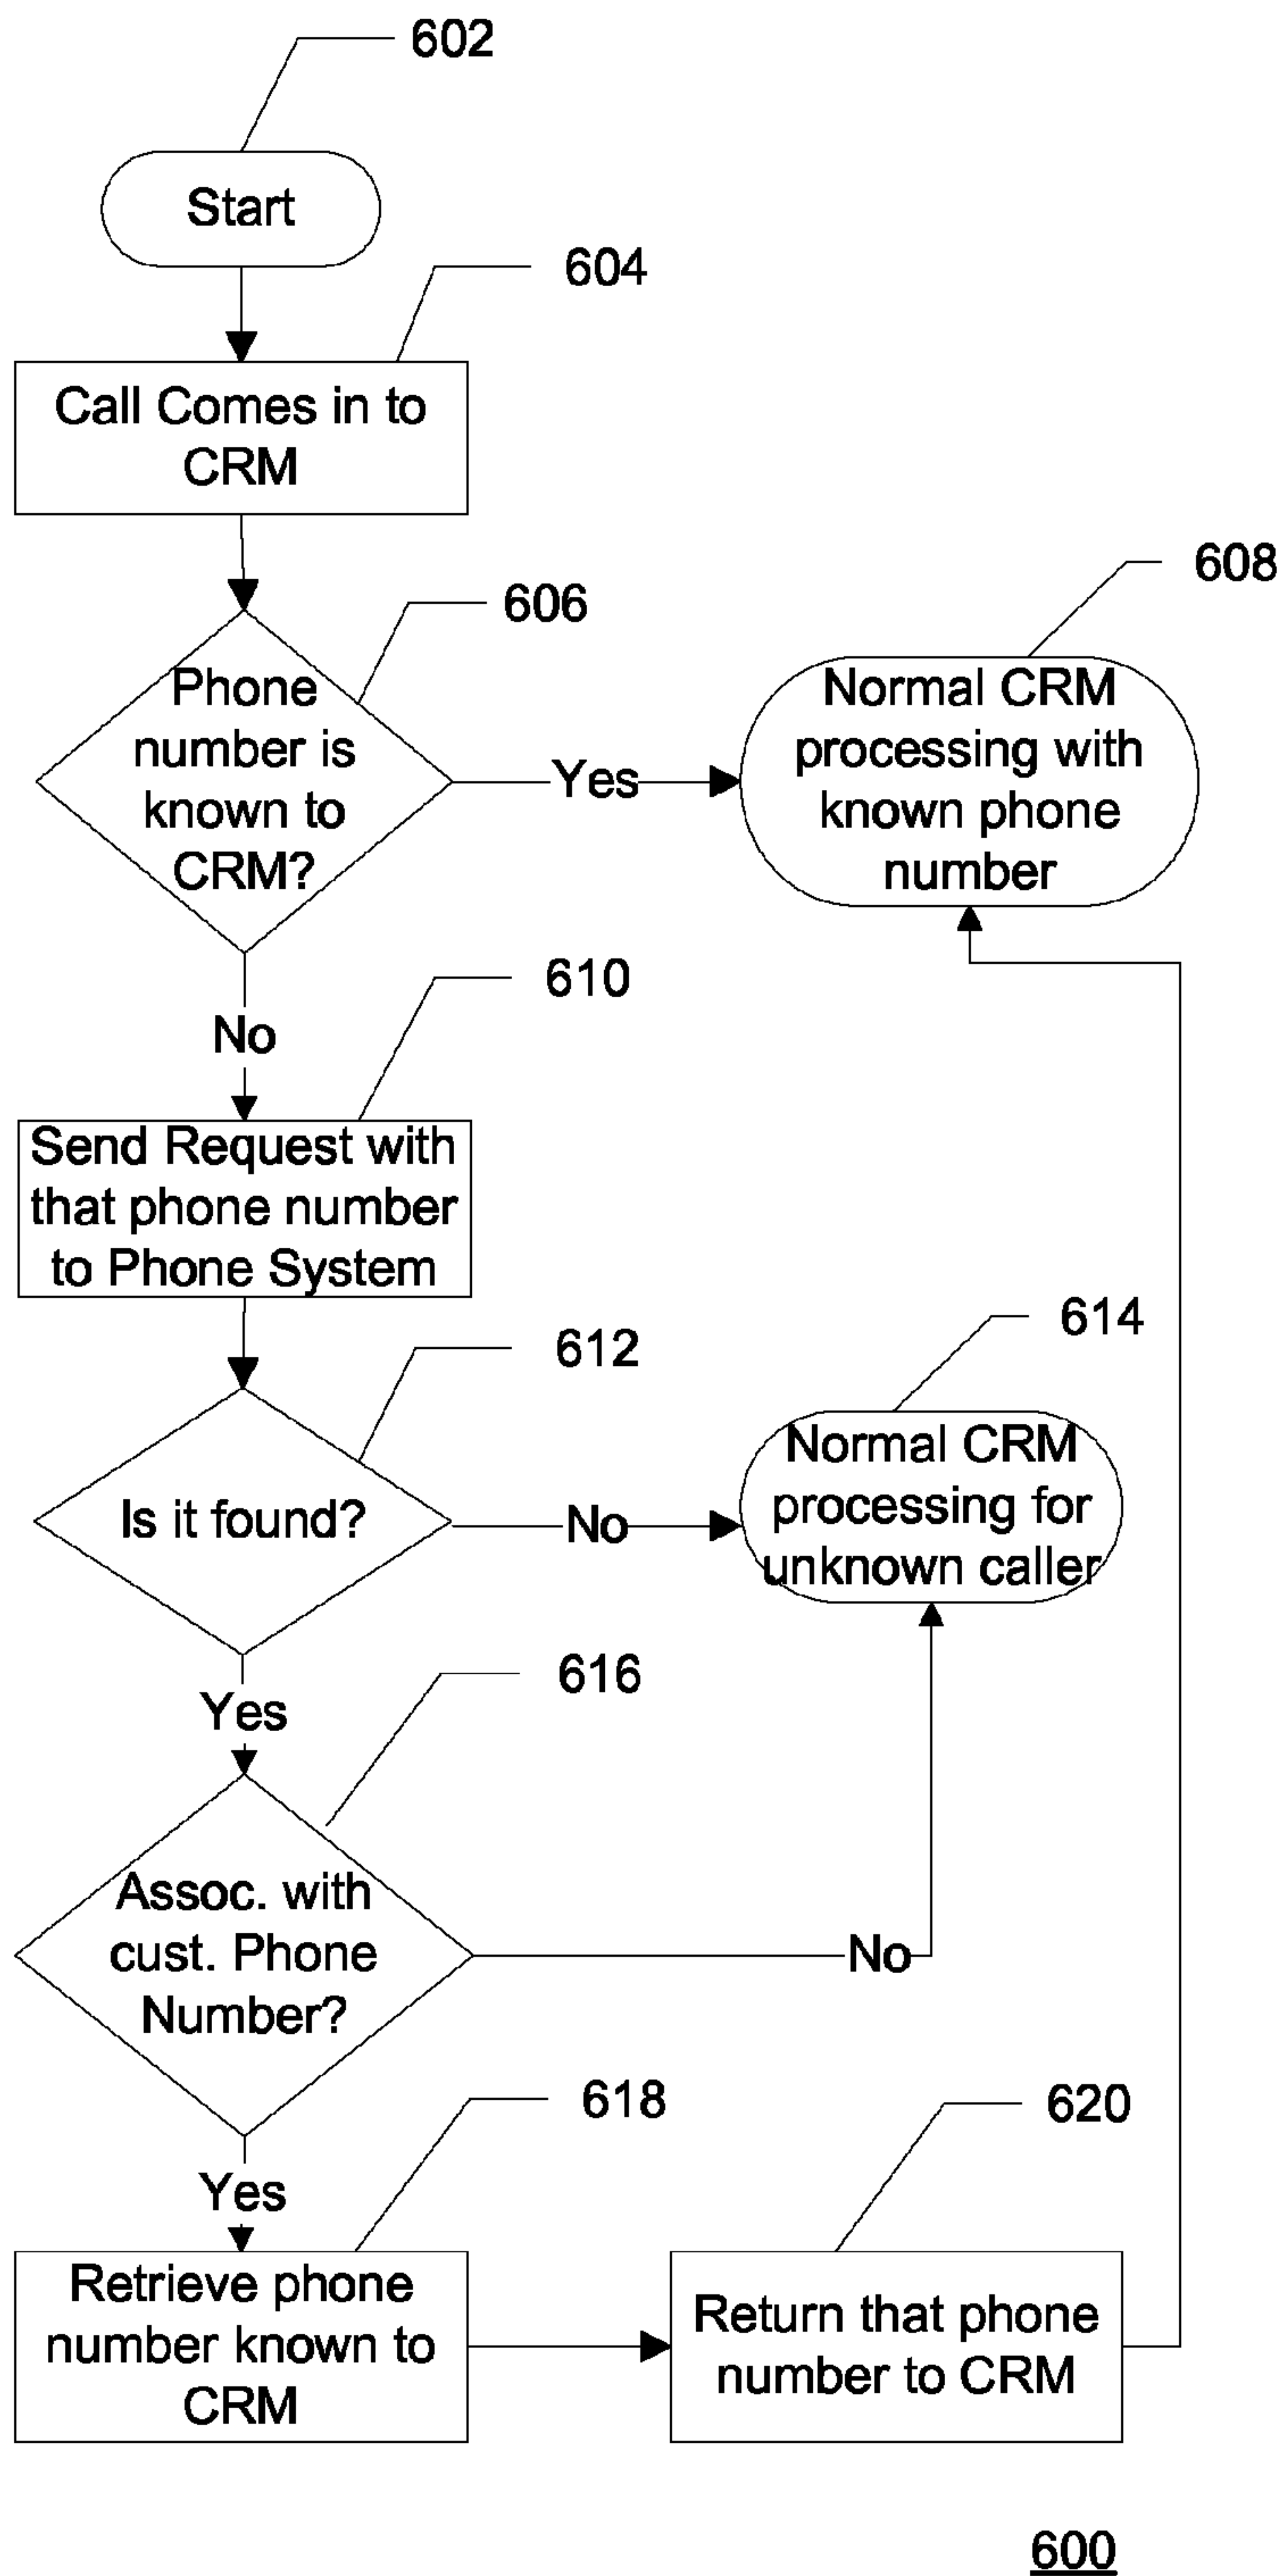 602
Start
604
Call Comes in to
CRM
606
608
Phone
number is
known to
CRM?
Yes
Normal CRM
processing with
known phone
number
610
No
Send Request with
that phone number
to Phone System
612
614
Is it found?
No
Normal CRM
processing for
unknown caller
616
Yes
Assoc. with
cust. Phone
Number?
No
618
620
Yes
Retrieve phone
number known to
CRM
Return that phone
number to CRM
600